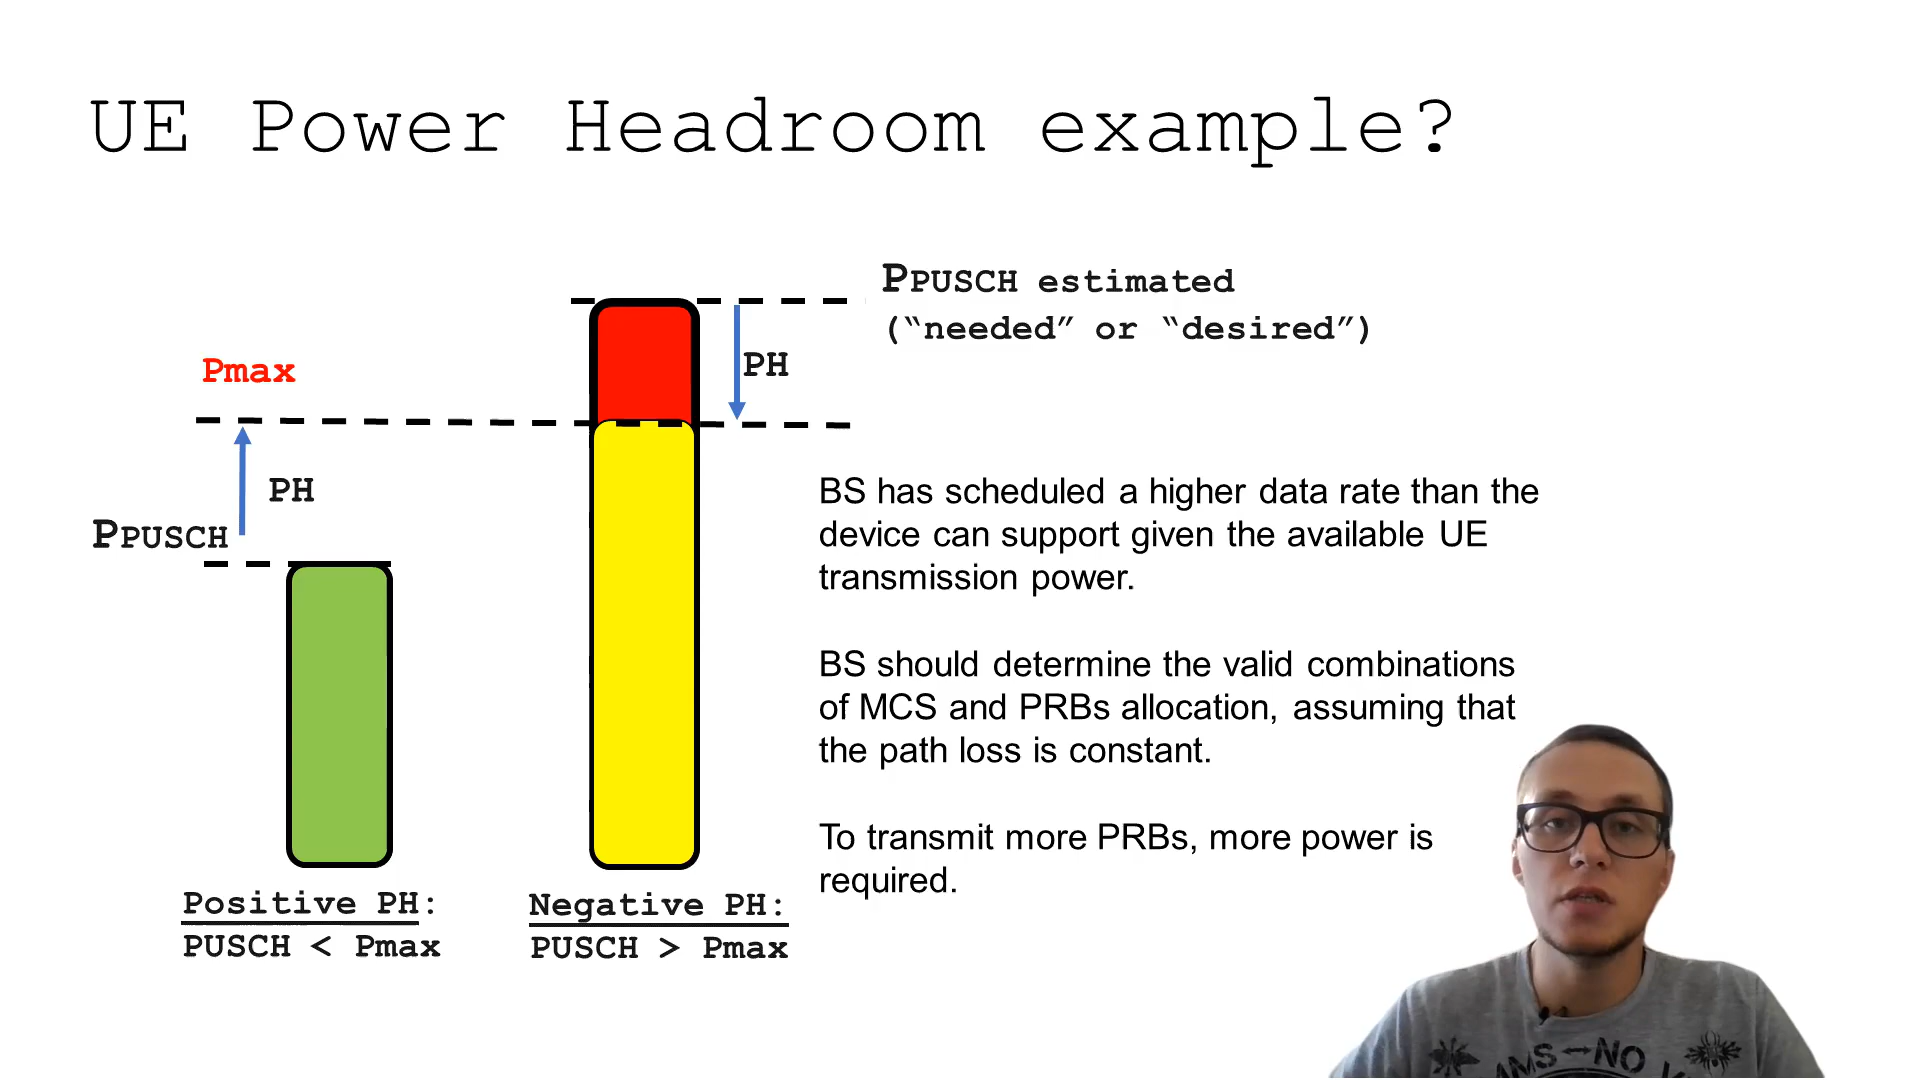 UE Power Headroom example?
PPUSCH estimated
(“needed” or “desired”)
Pmax
PH
PH
PPUSCH
BS has scheduled a higher data rate than the
device can support given the available UE
transmission power.
BS should determine the valid combinations
of MCS and PRBs allocation, assuming that
the path loss is constant.
To transmit more PRBs, more power is
required.
Positive PH:
PUSCH < Pmax
Negative PH:
PUSCH > Pmax